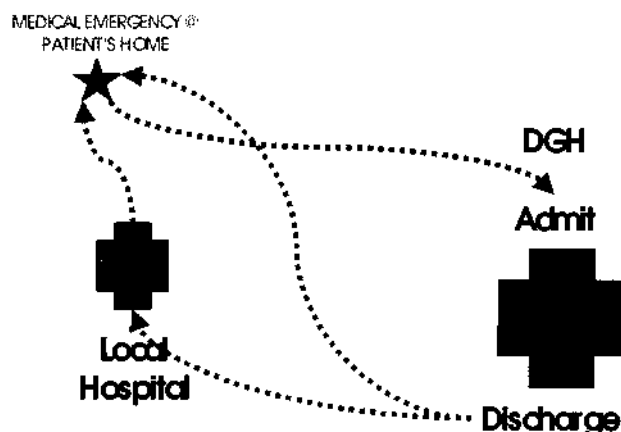 MEDICAL EMERGENCY @
PATIENT'S HOME
DGH
Admit
Local
Hospital
Discharge